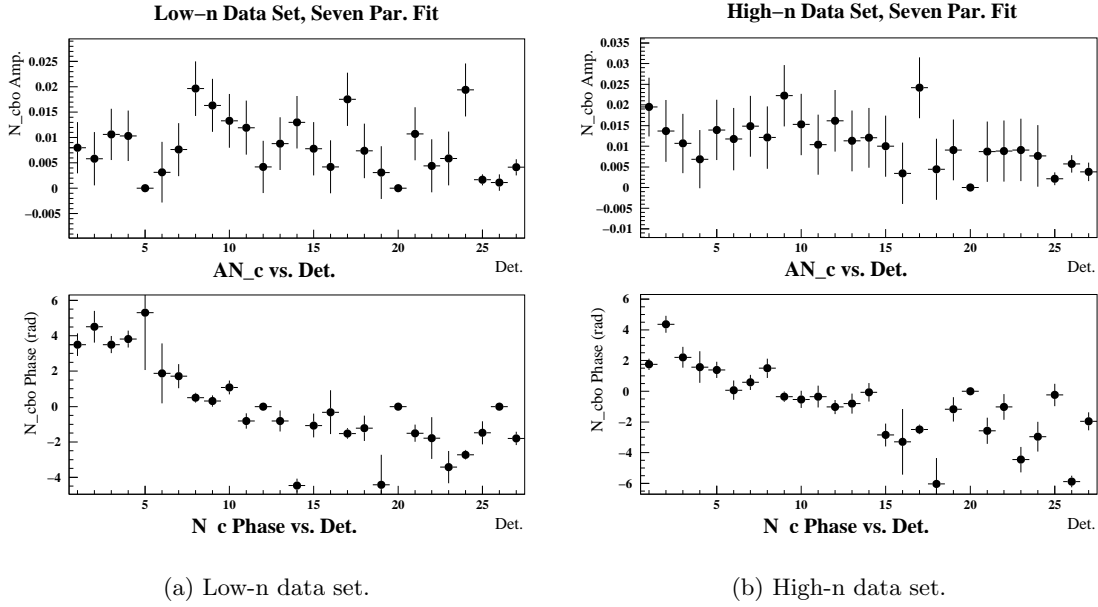 Low−n Data Set, Seven Par. Fit
N_cbo Amp.
0.025
0.02
0.015
0.01
0.005
0
−0.005
5 10 15 20 25
AN_c vs. Det.
Det.
N_cbo Phase (rad)
6
4
2
0
−2
−4
5 10 15 20 25
N c Phase vs. Det.
Det.
(a) Low-n data set.
High−n Data Set, Seven Par. Fit
N_cbo Amp.
0.035
0.03
0.025
0.02
0.015
0.01
0.005
0
−0.005
−0.01
5 10 15 20 25
AN_c vs. Det.
Det.
N_cbo Phase (rad)
6
4
2
0
−2
−4
−6
5 10 15 20 25
N c Phase vs. Det.
Det.
(b) High-n data set.